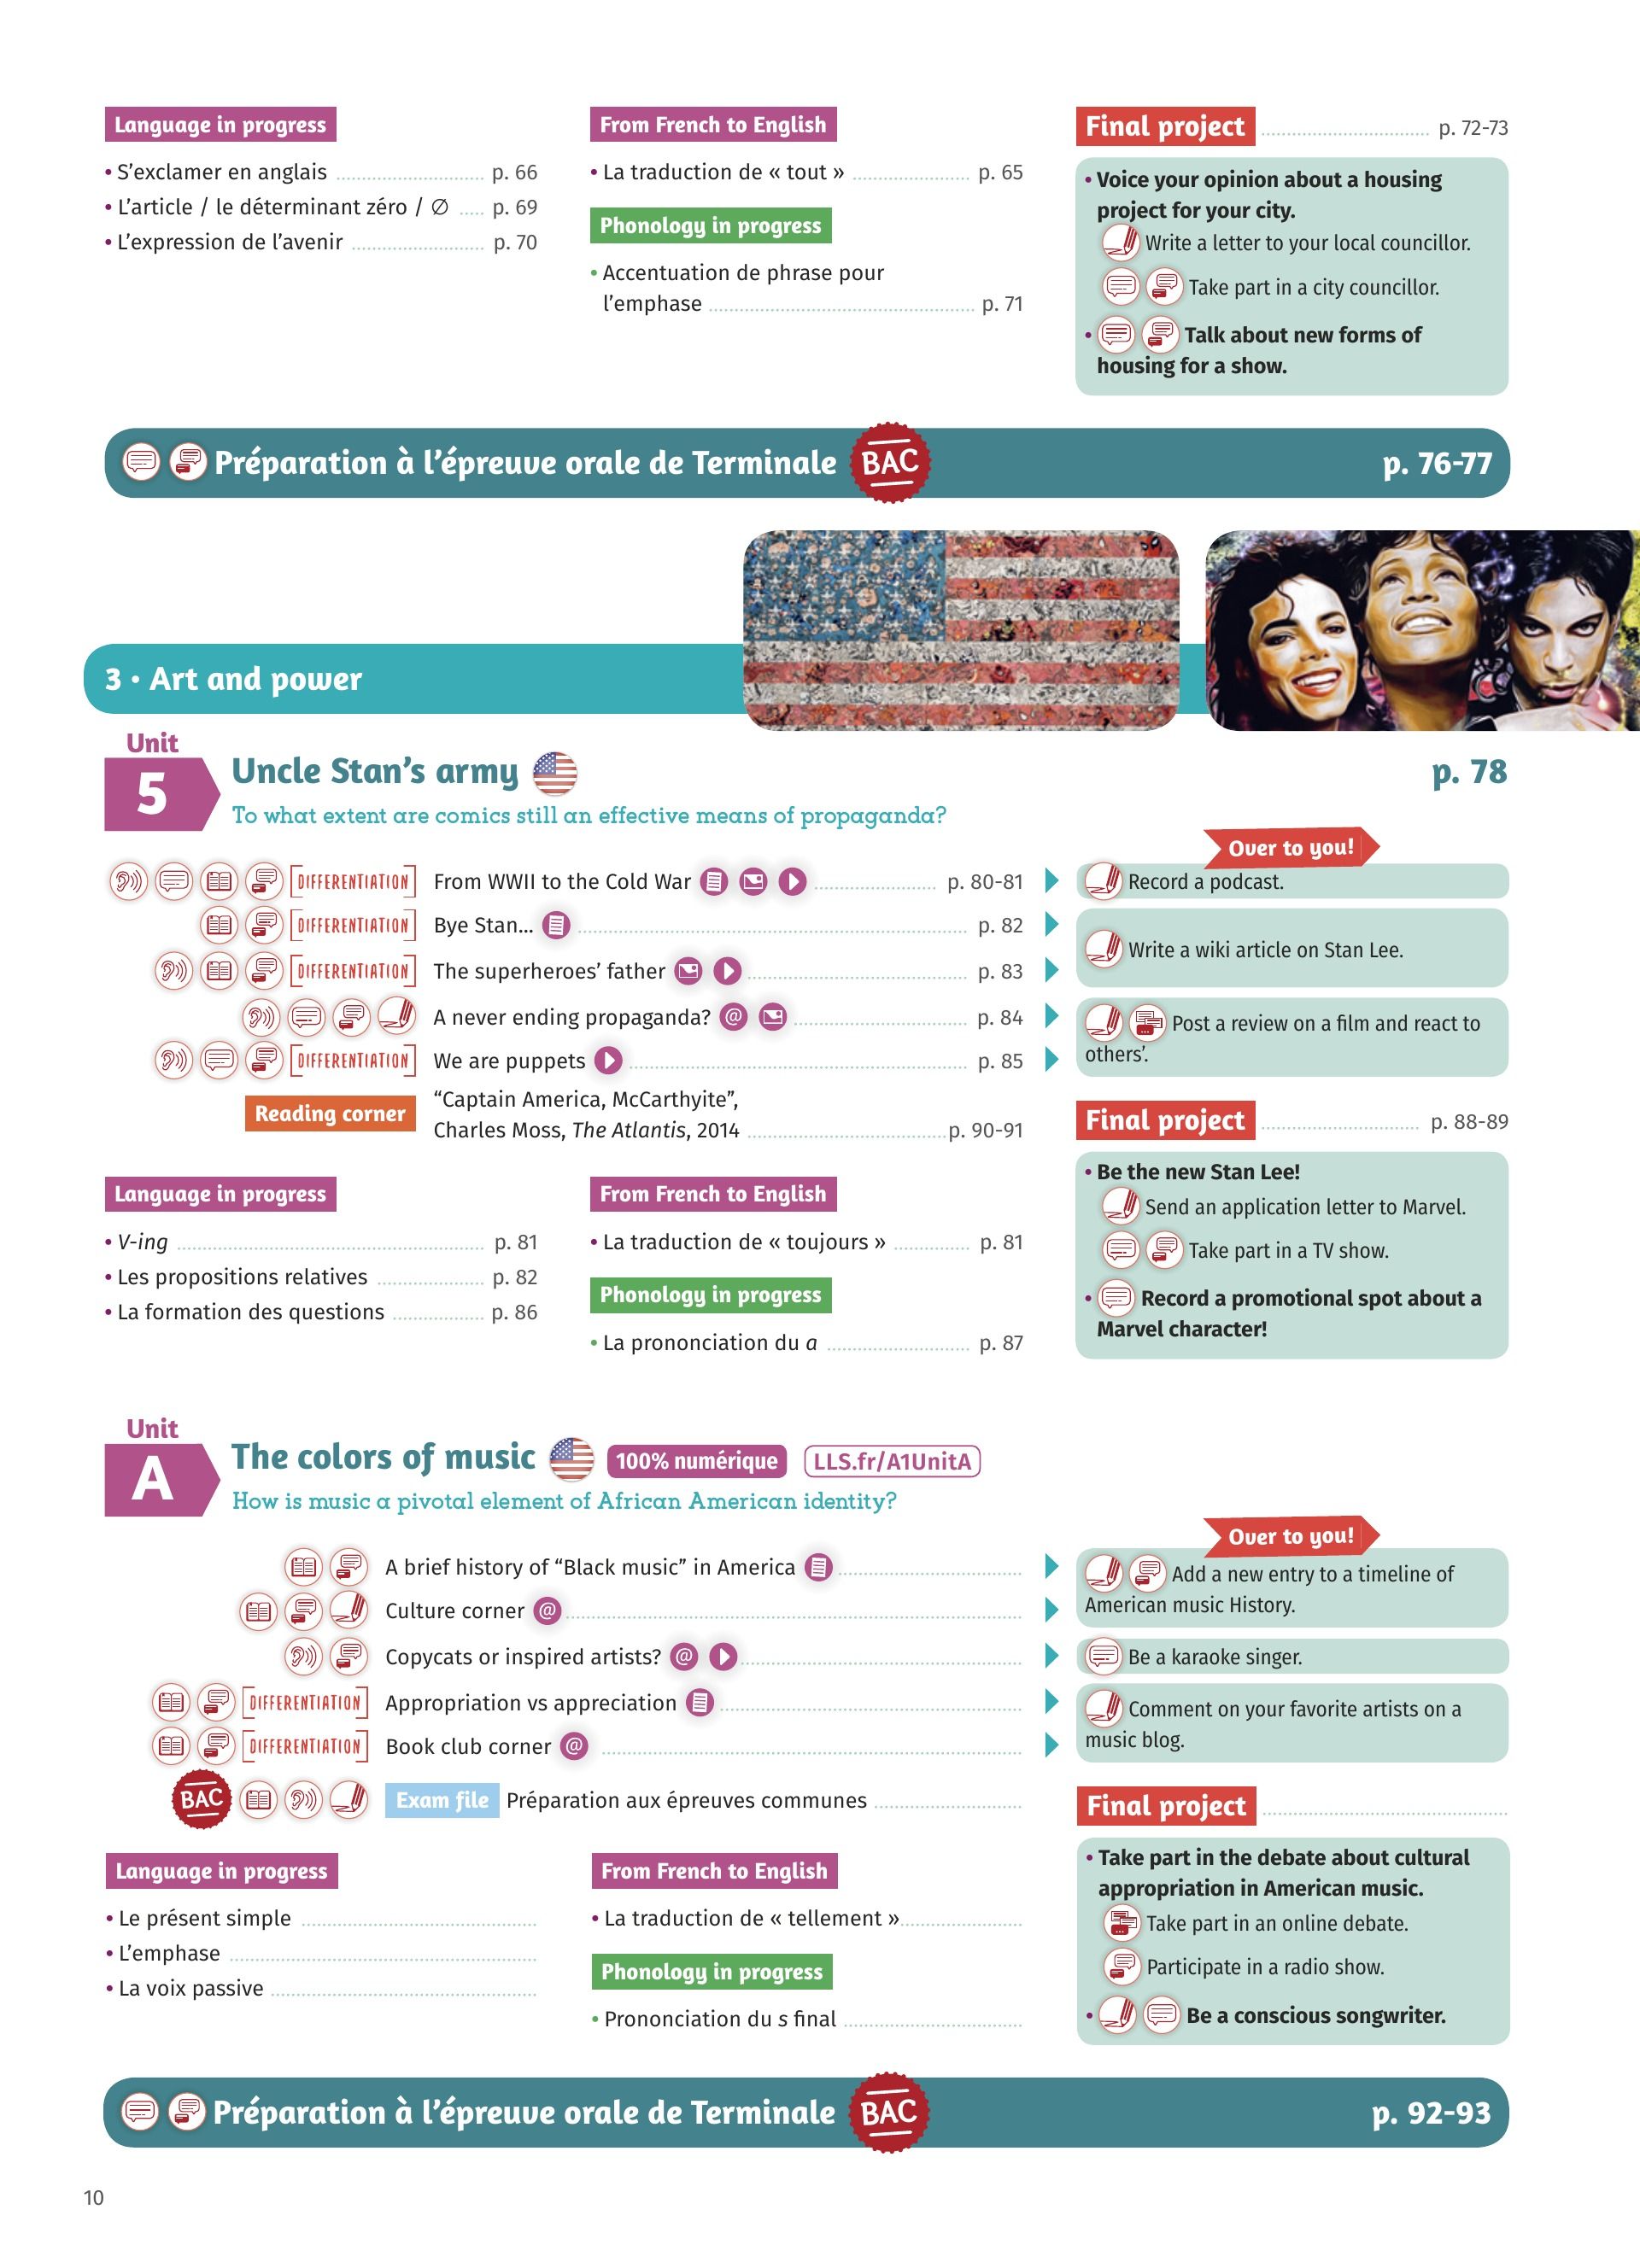 Language in progress
• S'exclamer en anglais p. 66
• L'article / le déterminant zéro / ∅ p. 69
• L'expression de l'avenir p. 70
From French to English
• La traduction de « tout » p. 65
Phonology in progress
• Accentuation de phrase pour
l'emphase p. 71
Final project p. 72-73
• Voice your opinion about a housing
project for your city.
Write a letter to your local councillor.
Take part in a city councillor.
• Talk about new forms of
housing for a show.
Préparation à l'épreuve orale de Terminale BAC p. 76-77
3 • Art and power
Unit
5
Uncle Stan's army p. 78
To what extent are comics still an effective means of propaganda?
DIFFERENTIATION From WWII to the Cold War p. 80-81
DIFFERENTIATION Bye Stan... p. 82
DIFFERENTIATION The superheroes' father p. 83
A never ending propaganda? @ p. 84
DIFFERENTIATION We are puppets p. 85
Reading corner
"Captain America, McCarthyite",
Charles Moss, The Atlantis, 2014 p. 90-91
Over to you!
Record a podcast.
Write a wiki article on Stan Lee.
Post a review on a film and react to
others'.
Language in progress
• V-ing p. 81
• Les propositions relatives p. 82
• La formation des questions p. 86
From French to English
• La traduction de « toujours » p. 81
Phonology in progress
• La prononciation du a p. 87
Final project p. 88-89
• Be the new Stan Lee!
Send an application letter to Marvel.
Take part in a TV show.
• Record a promotional spot about a
Marvel character!
Unit
A
The colors of music 100% numérique LLS.fr/A1UnitA
How is music a pivotal element of African American identity?
A brief history of "Black music" in America
Culture corner @
Copycats or inspired artists? @
DIFFERENTIATION Appropriation vs appreciation
DIFFERENTIATION Book club corner @
BAC Exam file Préparation aux épreuves communes
Over to you!
Add a new entry to a timeline of
American music History.
Be a karaoke singer.
Comment on your favorite artists on a
music blog.
Language in progress
• Le présent simple
• L'emphase
• La voix passive
From French to English
• La traduction de « tellement »
Phonology in progress
• Prononciation du s final
Final project
• Take part in the debate about cultural
appropriation in American music.
Take part in an online debate.
Participate in a radio show.
• Be a conscious songwriter.
Préparation à l'épreuve orale de Terminale BAC p. 92-93
10